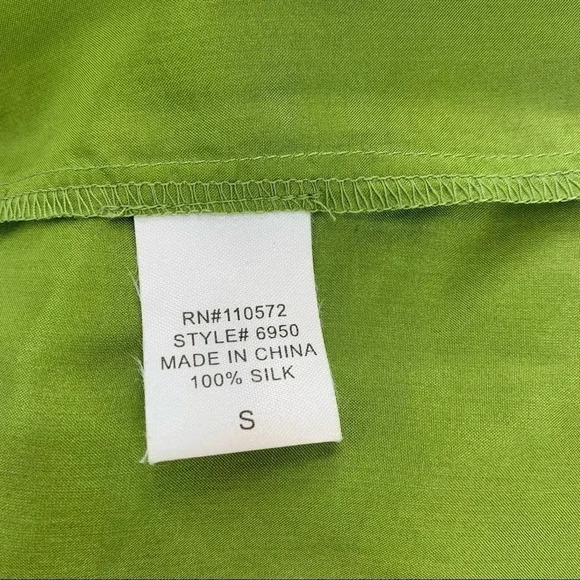 RN#110572
STYLE# 6950
MADE IN CHINA
100% SILK
S